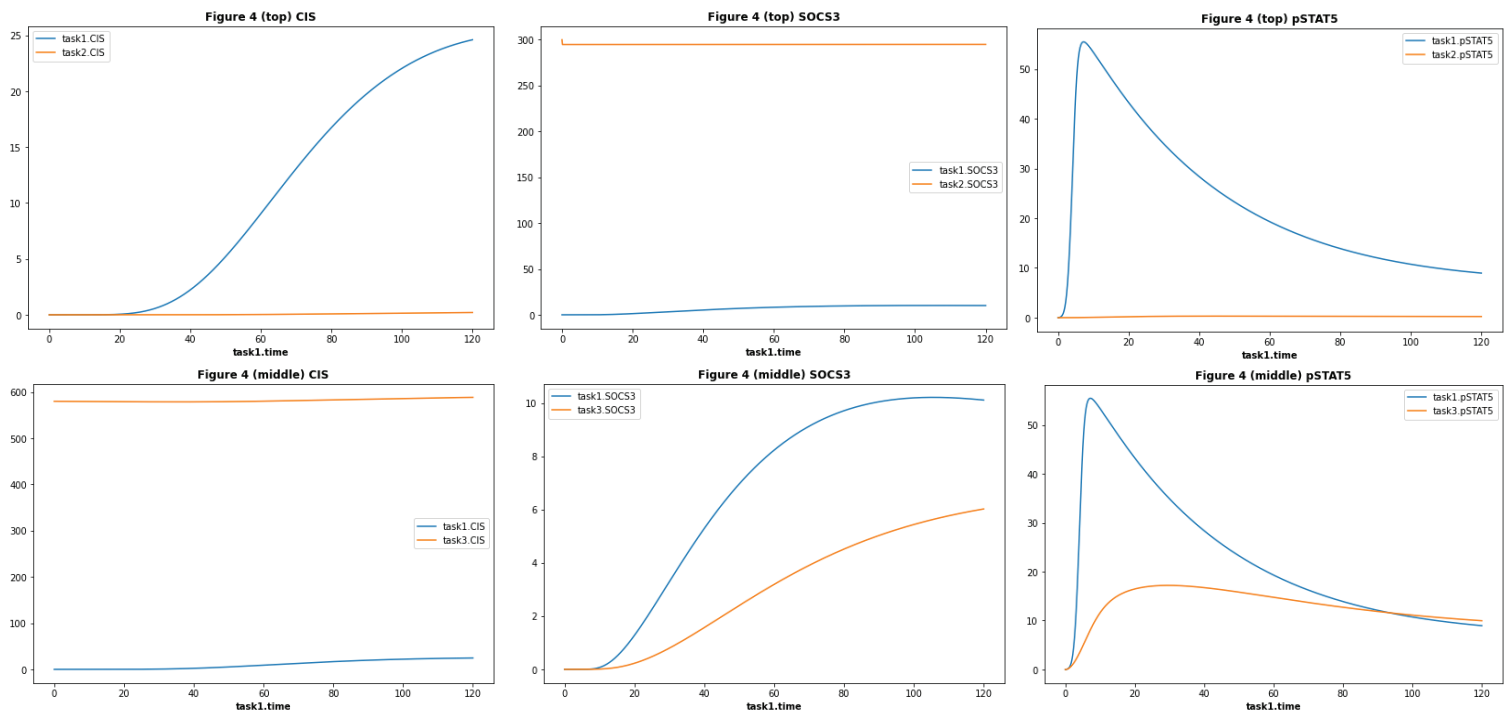 Figure 4 (top) CIS
task1.CIS
task2.CIS
25
20
15
10
5
0
0 20 40 60 80 100 120
task1.time
Figure 4 (top) SOCS3
300
250
200
150
100
50
0
task1.SOCS3
task2.SOCS3
0 20 40 60 80 100 120
task1.time
Figure 4 (top) pSTAT5
task1.pSTAT5
task2.pSTAT5
50
40
30
20
10
0
0 20 40 60 80 100 120
task1.time
Figure 4 (middle) CIS
600
500
400
300
200
100
0
task1.CIS
task3.CIS
0 20 40 60 80 100 120
task1.time
Figure 4 (middle) SOCS3
task1.SOCS3
task3.SOCS3
10
8
6
4
2
0
0 20 40 60 80 100 120
task1.time
Figure 4 (middle) pSTAT5
task1.pSTAT5
task3.pSTAT5
50
40
30
20
10
0
0 20 40 60 80 100 120
task1.time